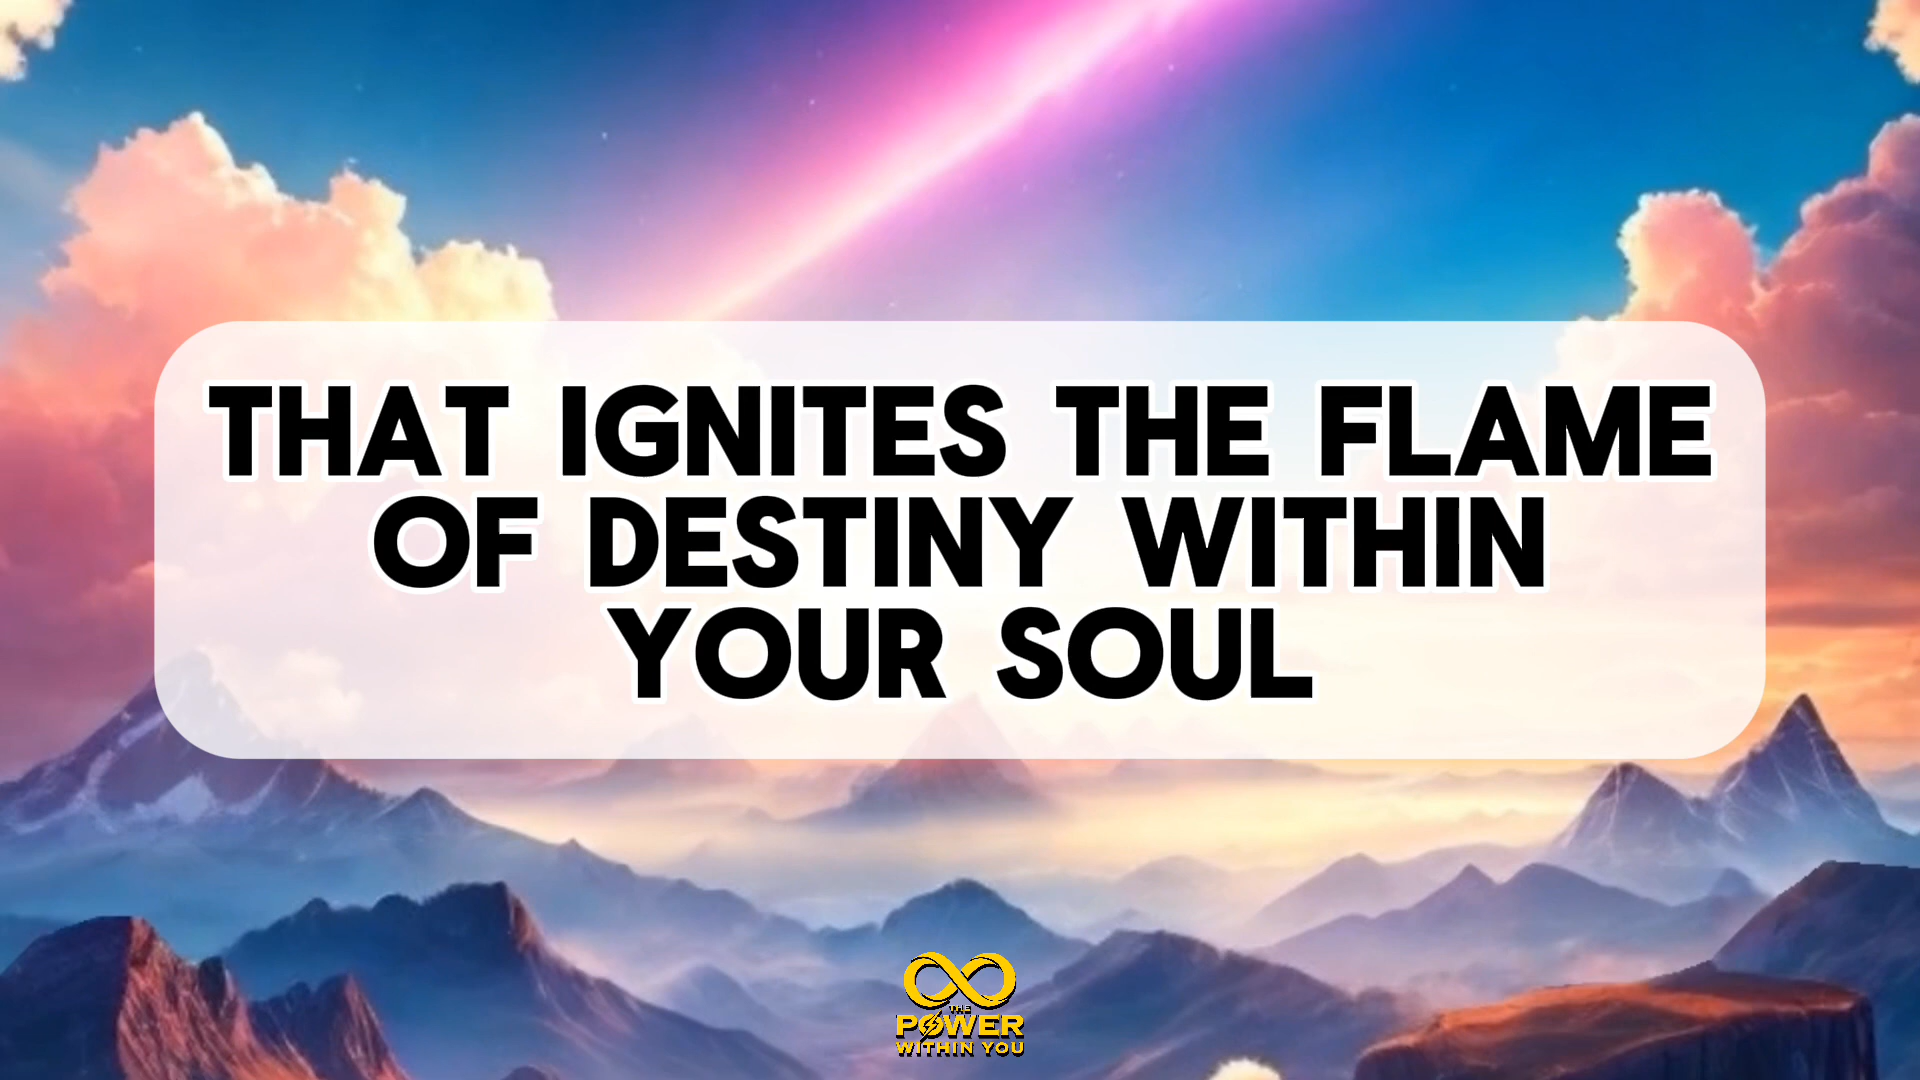 THAT IGNITES THE FLAME
OF DESTINY WITHIN
YOUR SOUL
THE
POWER
WITHIN YOU